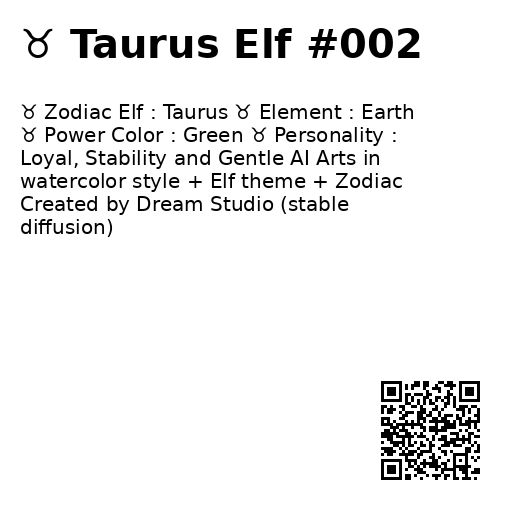 ♉ Taurus Elf #002
♉ Zodiac Elf : Taurus ♉ Element : Earth
♉ Power Color : Green ♉ Personality :
Loyal, Stability and Gentle AI Arts in
watercolor style + Elf theme + Zodiac
Created by Dream Studio (stable
diffusion)